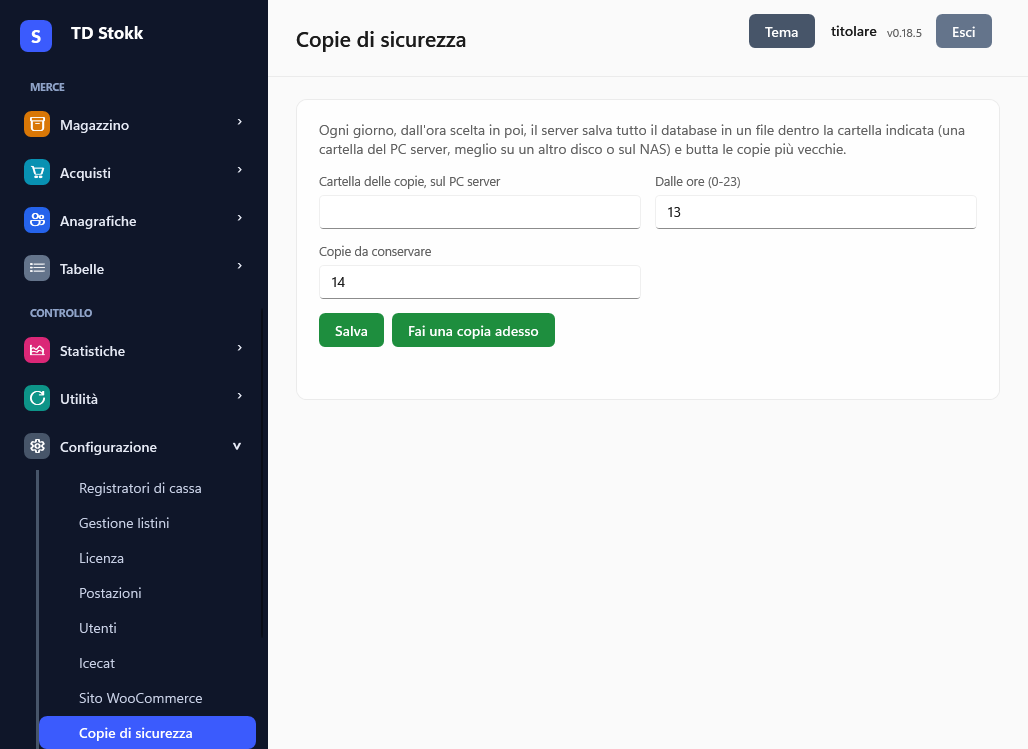 S
TD Stokk
MERCE
Magazzino
Acquisti
Anagrafiche
Tabelle
CONTROLLO
Statistiche
Utilità
Configurazione
Registratori di cassa
Gestione listini
Licenza
Postazioni
Utenti
Icecat
Sito WooCommerce
Copie di sicurezza
Copie di sicurezza
Tema
titolare v0.18.5
Esci
Ogni giorno, dall'ora scelta in poi, il server salva tutto il database in un file dentro la cartella indicata (una
cartella del PC server, meglio su un altro disco o sul NAS) e butta le copie più vecchie.
Cartella delle copie, sul PC server
Dalle ore (0-23)
13
Copie da conservare
14
Salva
Fai una copia adesso